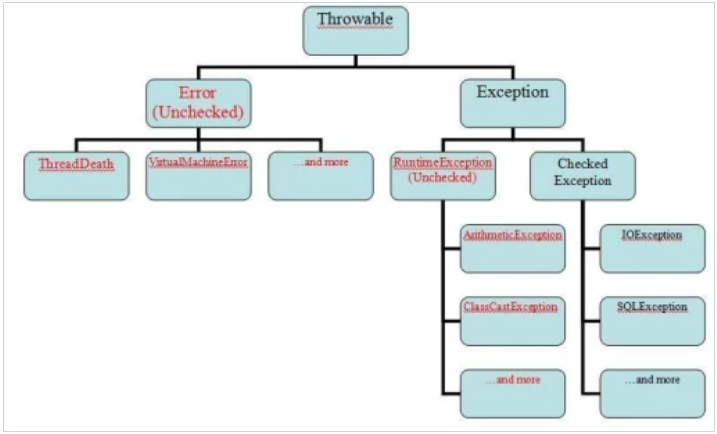 Throwable
Error
(Unchecked)
Exception
ThreadDeath
VirtualMachineError
...and more
RuntimeException
(Unchecked)
Checked
Exception
ArithmeticException
IOException
ClassCastException
SQLException
...and more
...and more